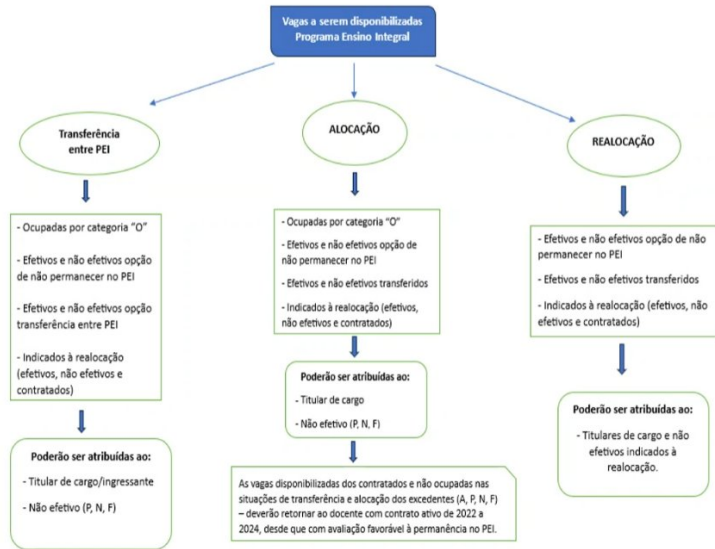 Vagas a serem disponibilizadas
Programa Ensino Integral
Transferência
entre PEI
- Ocupadas por categoria "O"
- Efetivos e não efetivos opção
de não permanecer no PEI
- Efetivos e não efetivos opção
transferência entre PEI
- Indicados à realocação
(efetivos, não efetivos e
contratados)
Poderão ser atribuídas ao:
- Titular de cargo/ingressante
- Não efetivo (P, N, F)
ALOCAÇÃO
- Ocupadas por categoria "O"
- Efetivos e não efetivos opção de
não permanecer no PEI
- Efetivos e não efetivos transferidos
- Indicados à realocação (efetivos,
não efetivos e contratados)
Poderão ser atribuídas ao:
- Titular de cargo
- Não efetivo (P, N, F)
As vagas disponibilizadas dos contratados e não ocupadas nas
situações de transferência e alocação dos excedentes (A, P, N, F)
– deverão retornar ao docente com contrato ativo de 2022 a
2024, desde que com avaliação favorável à permanência no PEI.
REALOCAÇÃO
- Efetivos e não efetivos opção de não
permanecer no PEI
- Efetivos e não efetivos transferidos
- Indicados à realocação (efetivos, não
efetivos e contratados)
Poderão ser atribuídas ao:
- Titulares de cargo e não
efetivos indicados à
realocação.